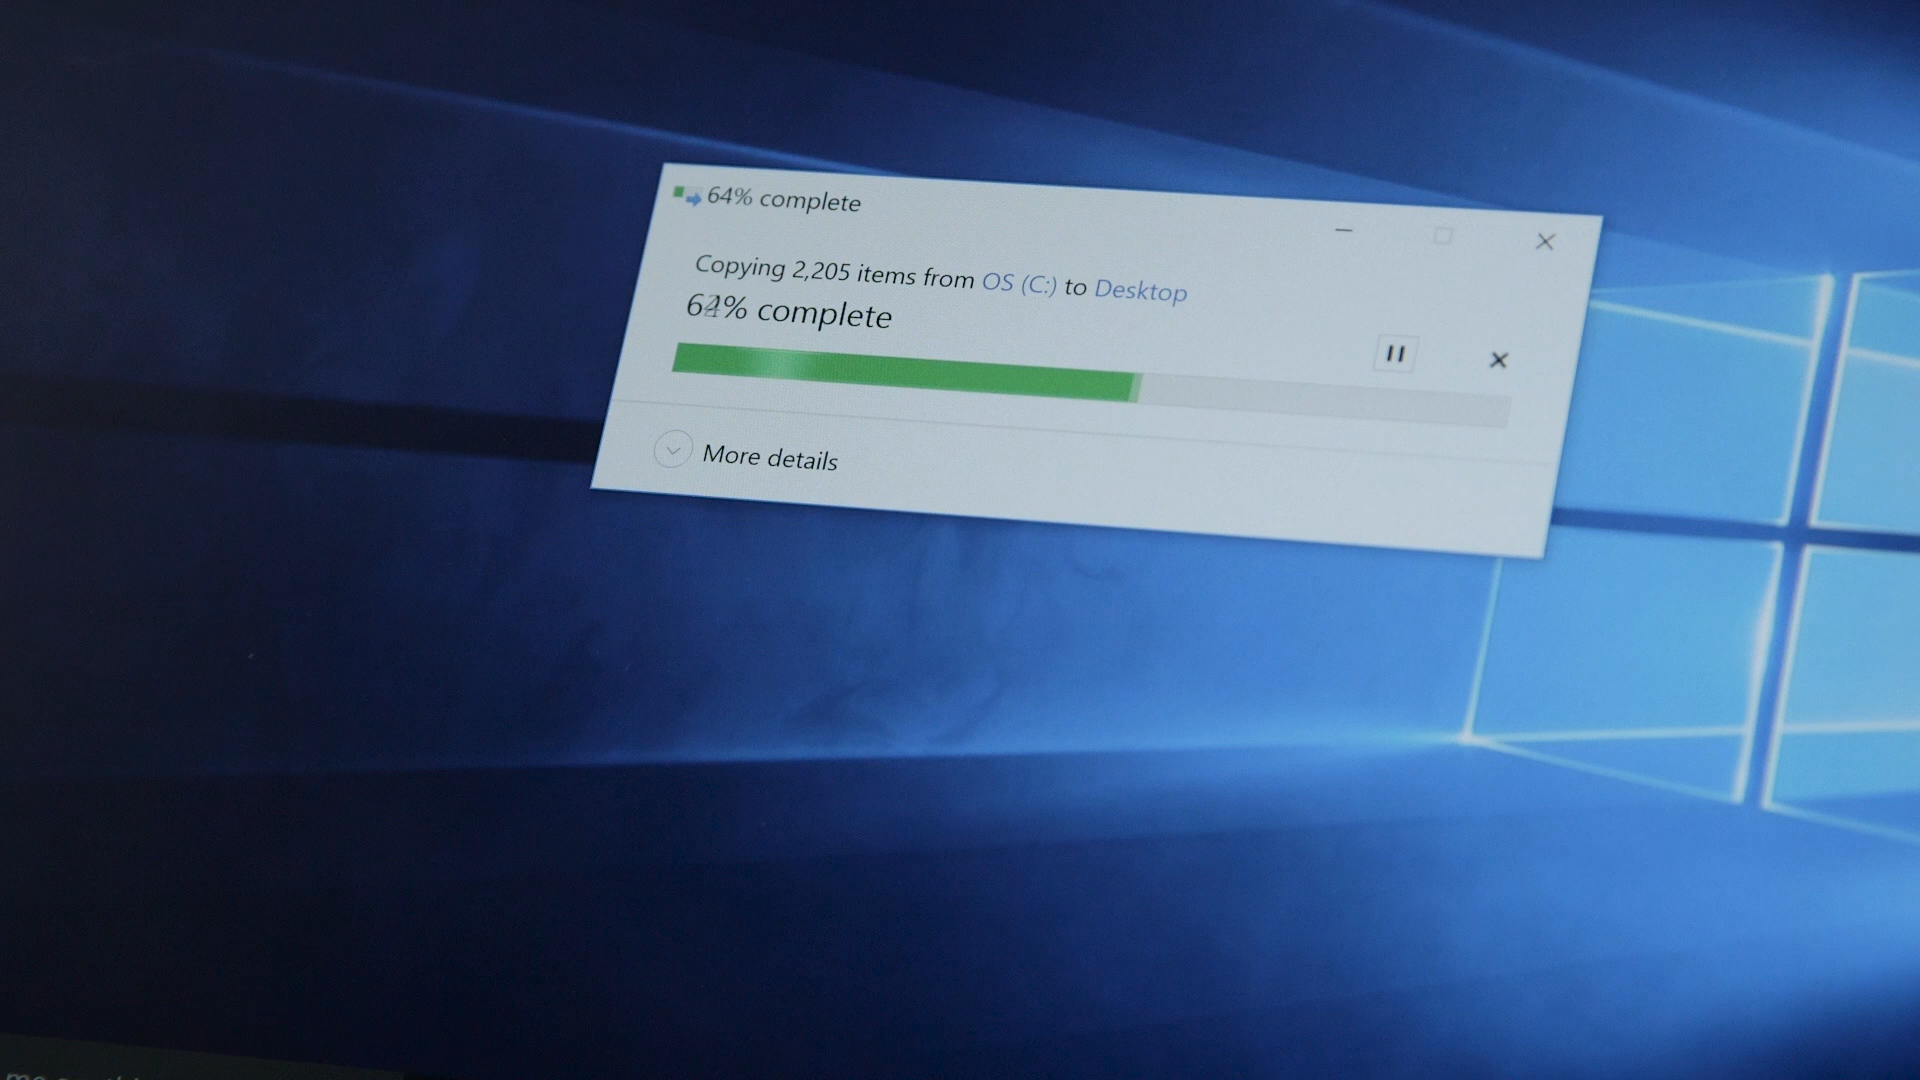 64% complete
Copying 2,205 items from OS (C:) to Desktop
64% complete
More details